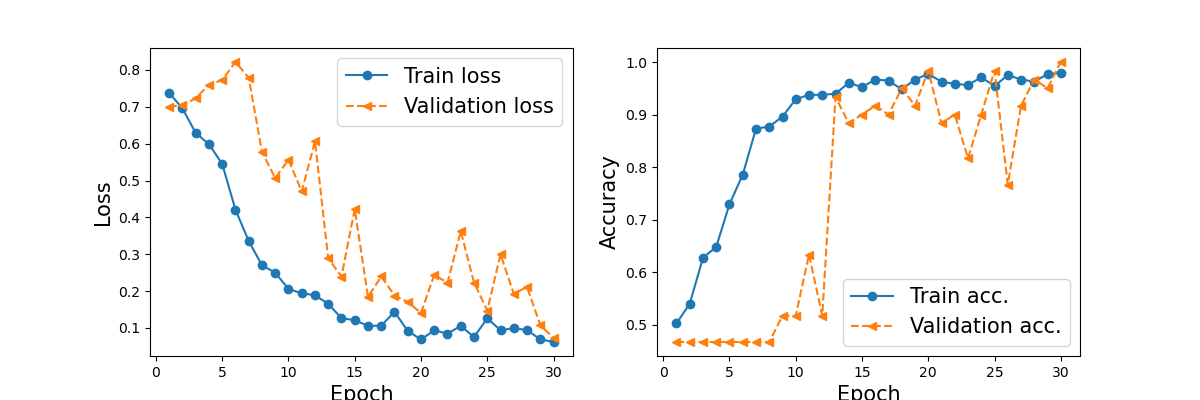 Train loss
Validation loss
Loss
0.8
0.7
0.6
0.5
0.4
0.3
0.2
0.1
0 5 10 15 20 25 30
Epoch
Train acc.
Validation acc.
Accuracy
1.0
0.9
0.8
0.7
0.6
0.5
0 5 10 15 20 25 30
Epoch